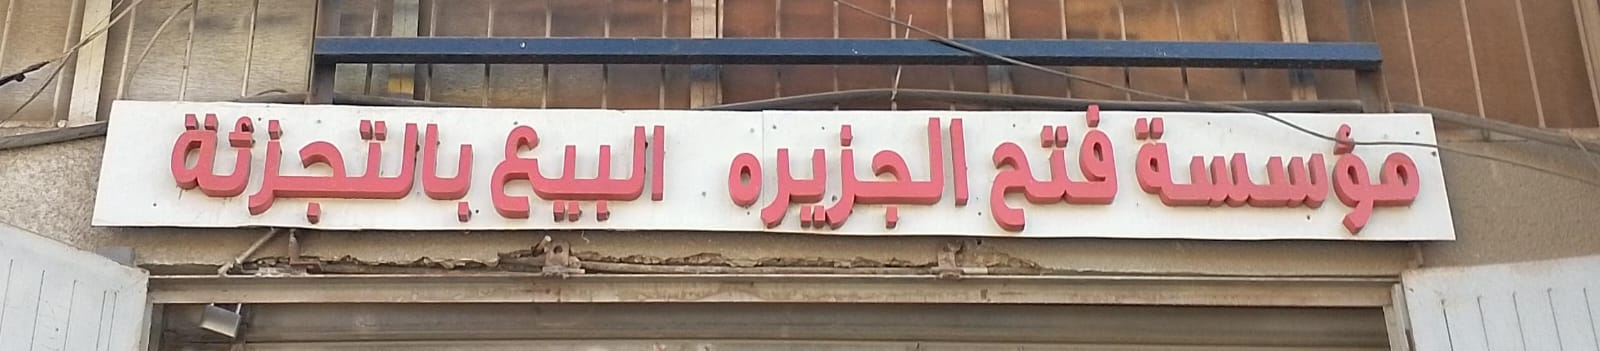 مؤسسة فتح الجزيره البيع بالتجزئة